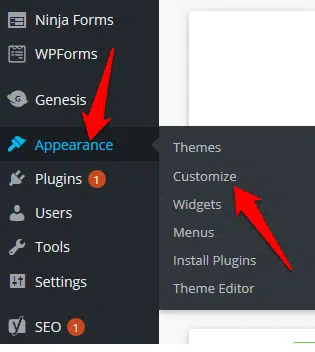 Ninja Forms
WPForms
Genesis
Appearance
Themes
Customize
Widgets
Menus
Install Plugins
Theme Editor
Plugins 1
Users
Tools
Settings
SEO 1